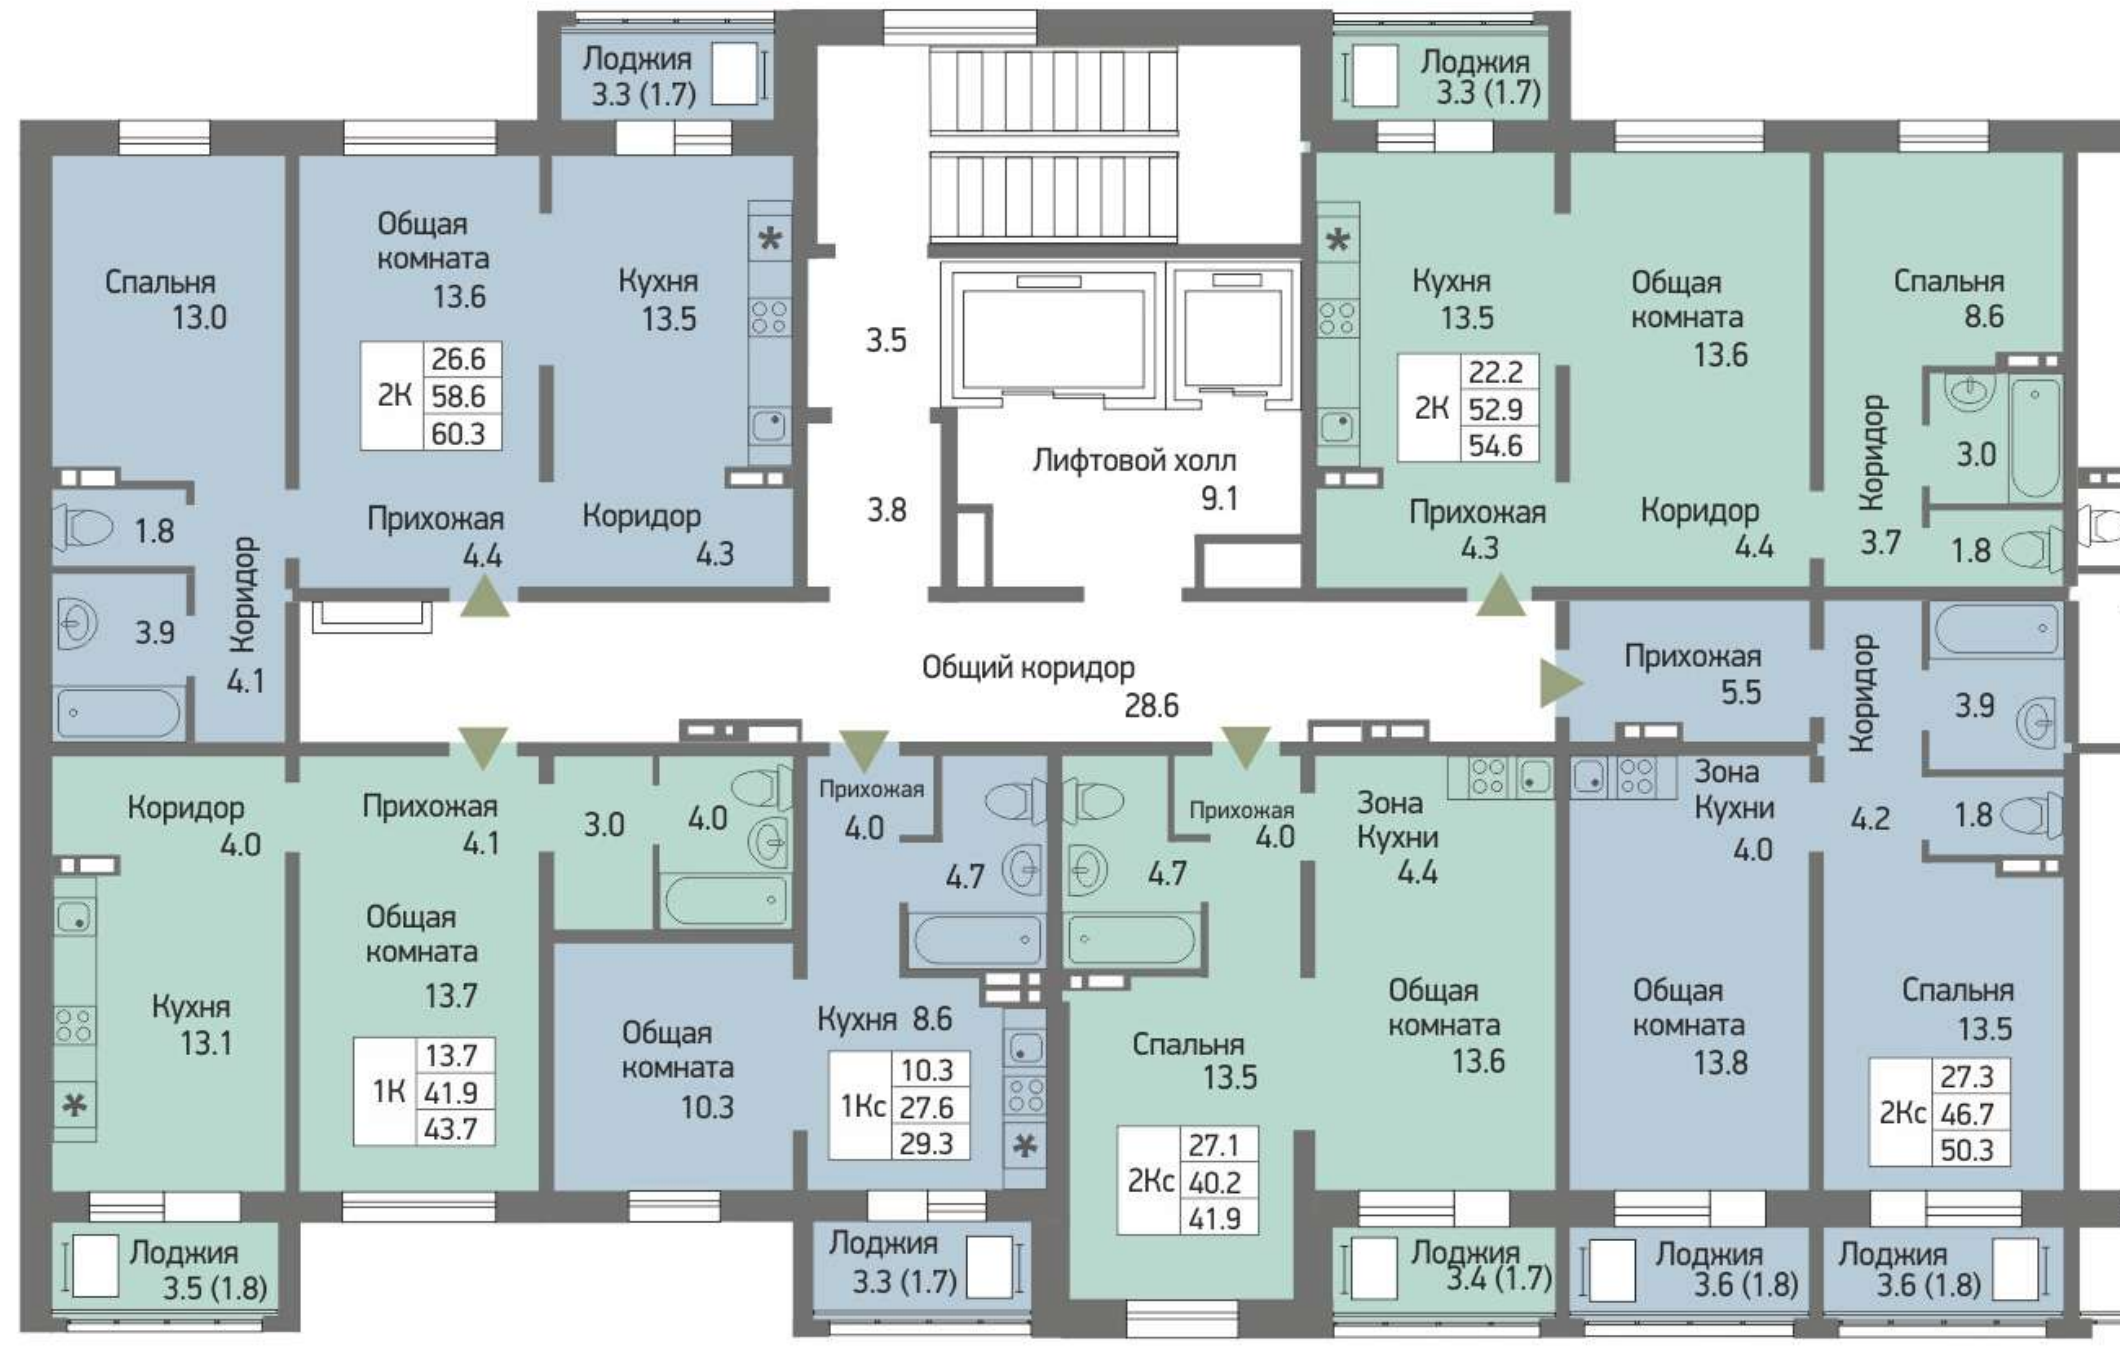 Лоджия
3.3 (1.7)
Лоджия
3.3 (1.7)
Спальня
13.0
Общая
комната
13.6
2К
26.6
58.6
60.3
Кухня
13.5
*
1.8
3.9
Коридор
4.1
Прихожая
4.4
Коридор
4.3
3.5
3.8
Лифтовой холл
9.1
*
Кухня
13.5
2К
22.2
52.9
54.6
Общая
комната
13.6
Спальня
8.6
Коридор
3.7
3.0
1.8
Прихожая
4.3
Коридор
4.4
Общий коридор
28.6
Прихожая
5.5
Коридор
4.2
3.9
1.8
Коридор
4.0
Прихожая
4.1
3.0
4.0
Кухня
13.1
*
Общая
комната
13.7
1К
13.7
41.9
43.7
Лоджия
3.5 (1.8)
Прихожая
4.0
4.7
Общая
комната
10.3
Кухня 8.6
1Кс
10.3
27.6
29.3
*
Лоджия
3.3 (1.7)
Прихожая
4.0
4.7
Зона
Кухни
4.4
Спальня
13.5
2Кс
27.1
40.2
41.9
Общая
комната
13.6
Лоджия
3.4 (1.7)
Зона
Кухни
4.0
Общая
комната
13.8
Спальня
13.5
2Кс
27.3
46.7
50.3
Лоджия
3.6 (1.8)
Лоджия
3.6 (1.8)